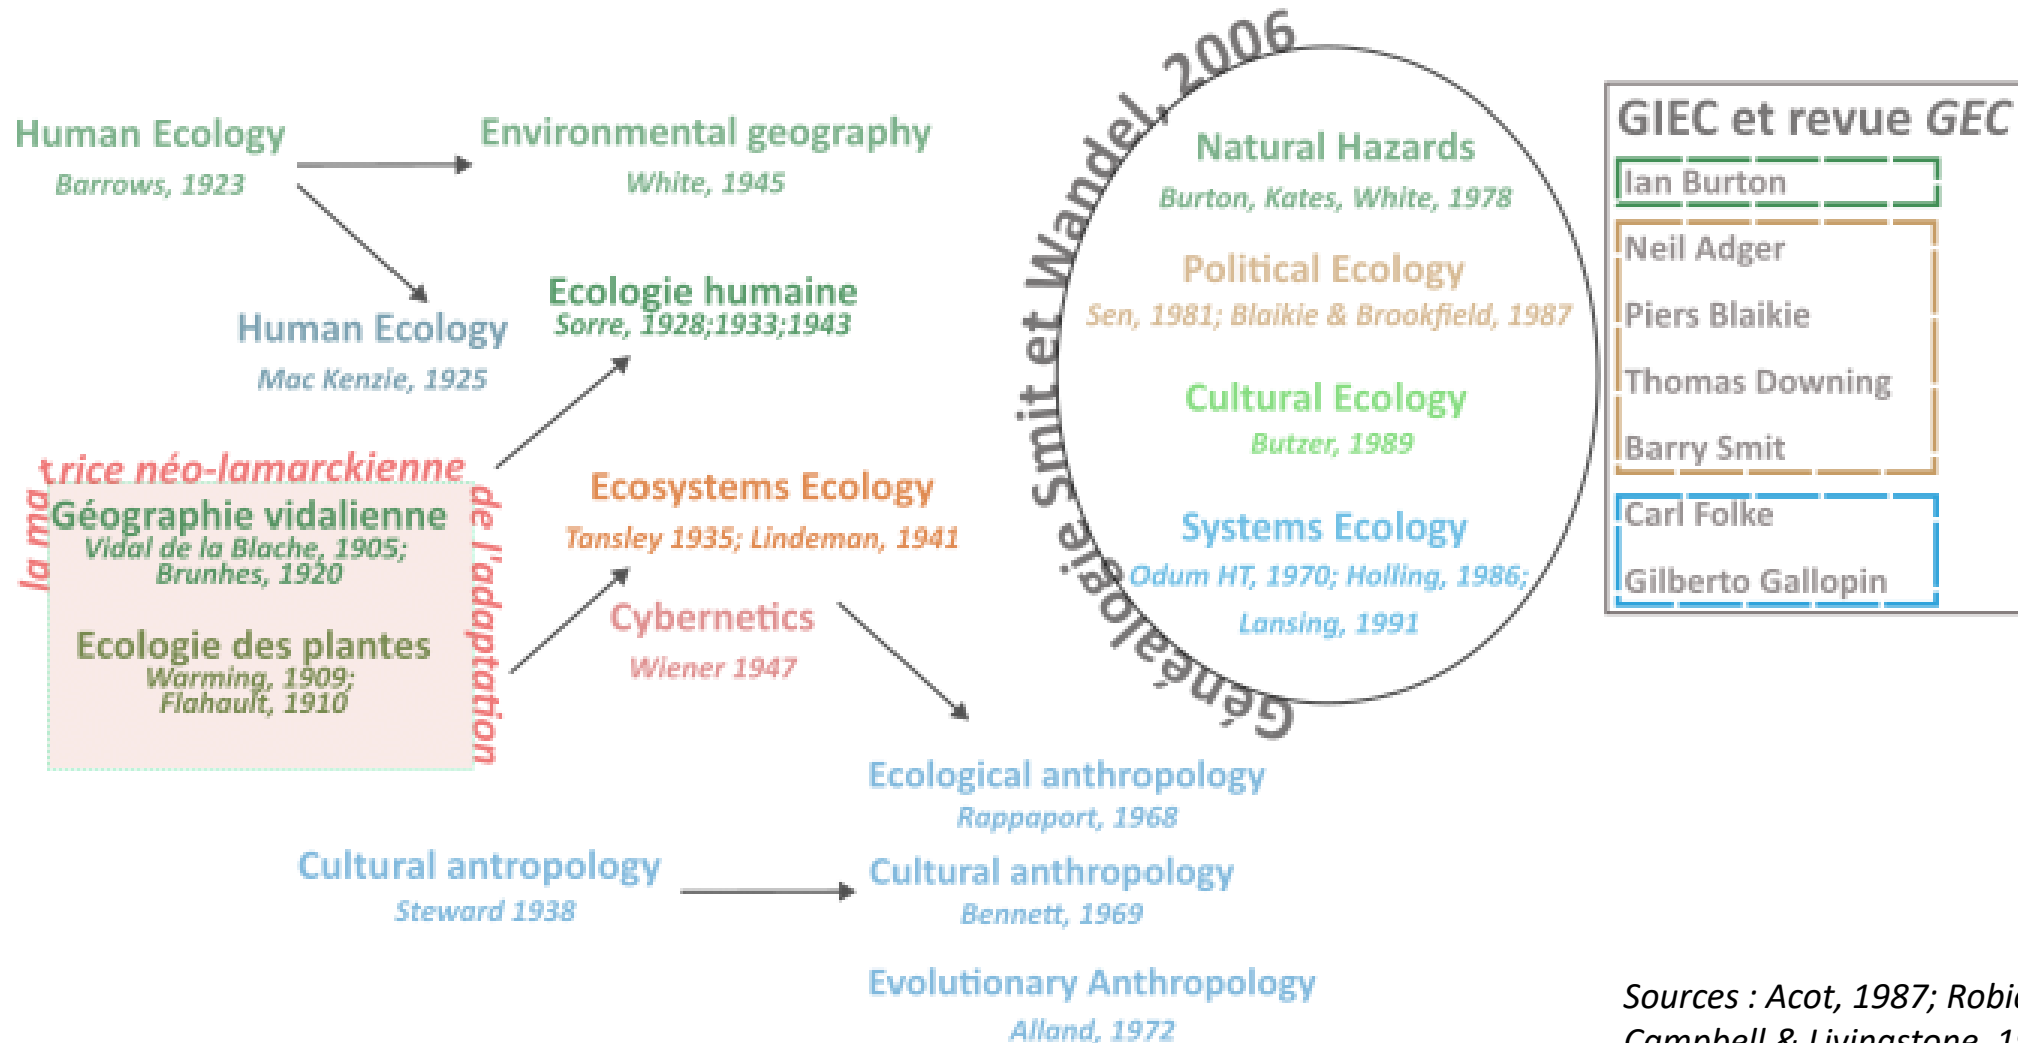 Human Ecology
Barrows, 1923
Environmental geography
White, 1945
Human Ecology
Mac Kenzie, 1925
Ecologie humaine
Sorre, 1928;1933;1943
la matrice néo-lamarckienne de l'adaptation
Géographie vidalienne
Vidal de la Blache, 1905;
Brunhes, 1920
Ecologie des plantes
Warming, 1909;
Flahault, 1910
Ecosystems Ecology
Tansley 1935; Lindeman, 1941
Cybernetics
Wiener 1947
Ecological anthropology
Rappaport, 1968
Cultural antropology
Steward 1938
Cultural anthropology
Bennett, 1969
Evolutionary Anthropology
Alland, 1972
Généalogie Smit et Wandel, 2006
Natural Hazards
Burton, Kates, White, 1978
Political Ecology
Sen, 1981; Blaikie & Brookfield, 1987
Cultural Ecology
Butzer, 1989
Systems Ecology
Odum HT, 1970; Holling, 1986;
Lansing, 1991
GIEC et revue GEC
Ian Burton
Neil Adger
Piers Blaikie
Thomas Downing
Barry Smit
Carl Folke
Gilberto Gallopin
Sources : Acot, 1987;
Campbell & Livingstone,